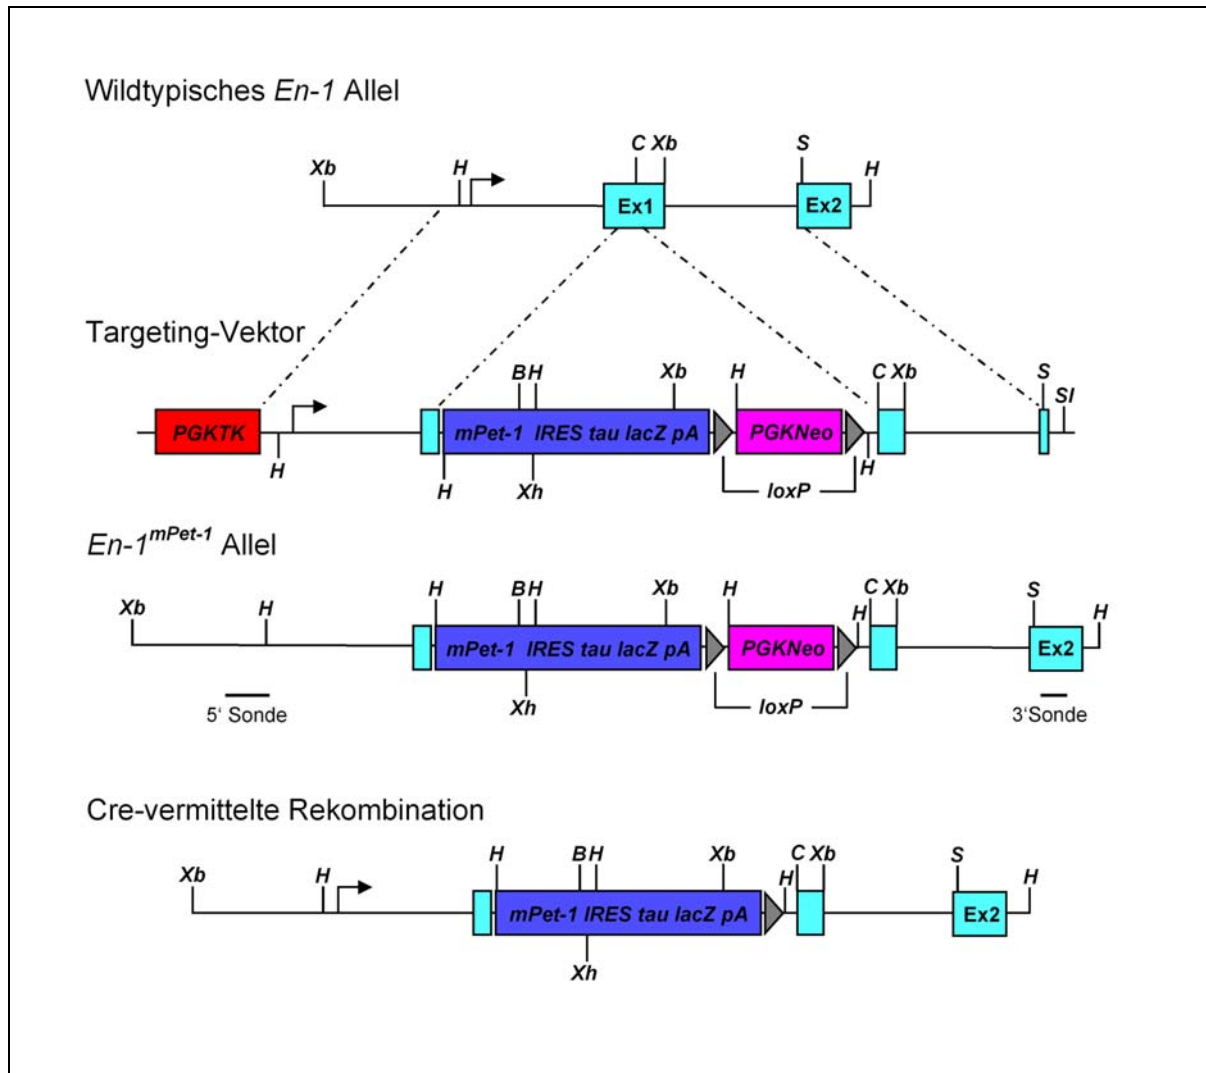 Wildtypisches En-1 Allel
Xb H C Xb S H
Ex1 Ex2
Targeting-Vektor
B H Xb H C Xb S SI
PGKTK mPet-1 IRES tau lacZ pA PGKNeo
H H Xh loxP H
En-1mPet-1 Allel
Xb H H B H Xb H H C Xb S H
mPet-1 IRES tau lacZ pA PGKNeo Ex2
5‘ Sonde Xh loxP 3‘Sonde
Cre-vermittelte Rekombination
Xb H H B H Xb H C Xb S H
mPet-1 IRES tau lacZ pA Ex2
Xh